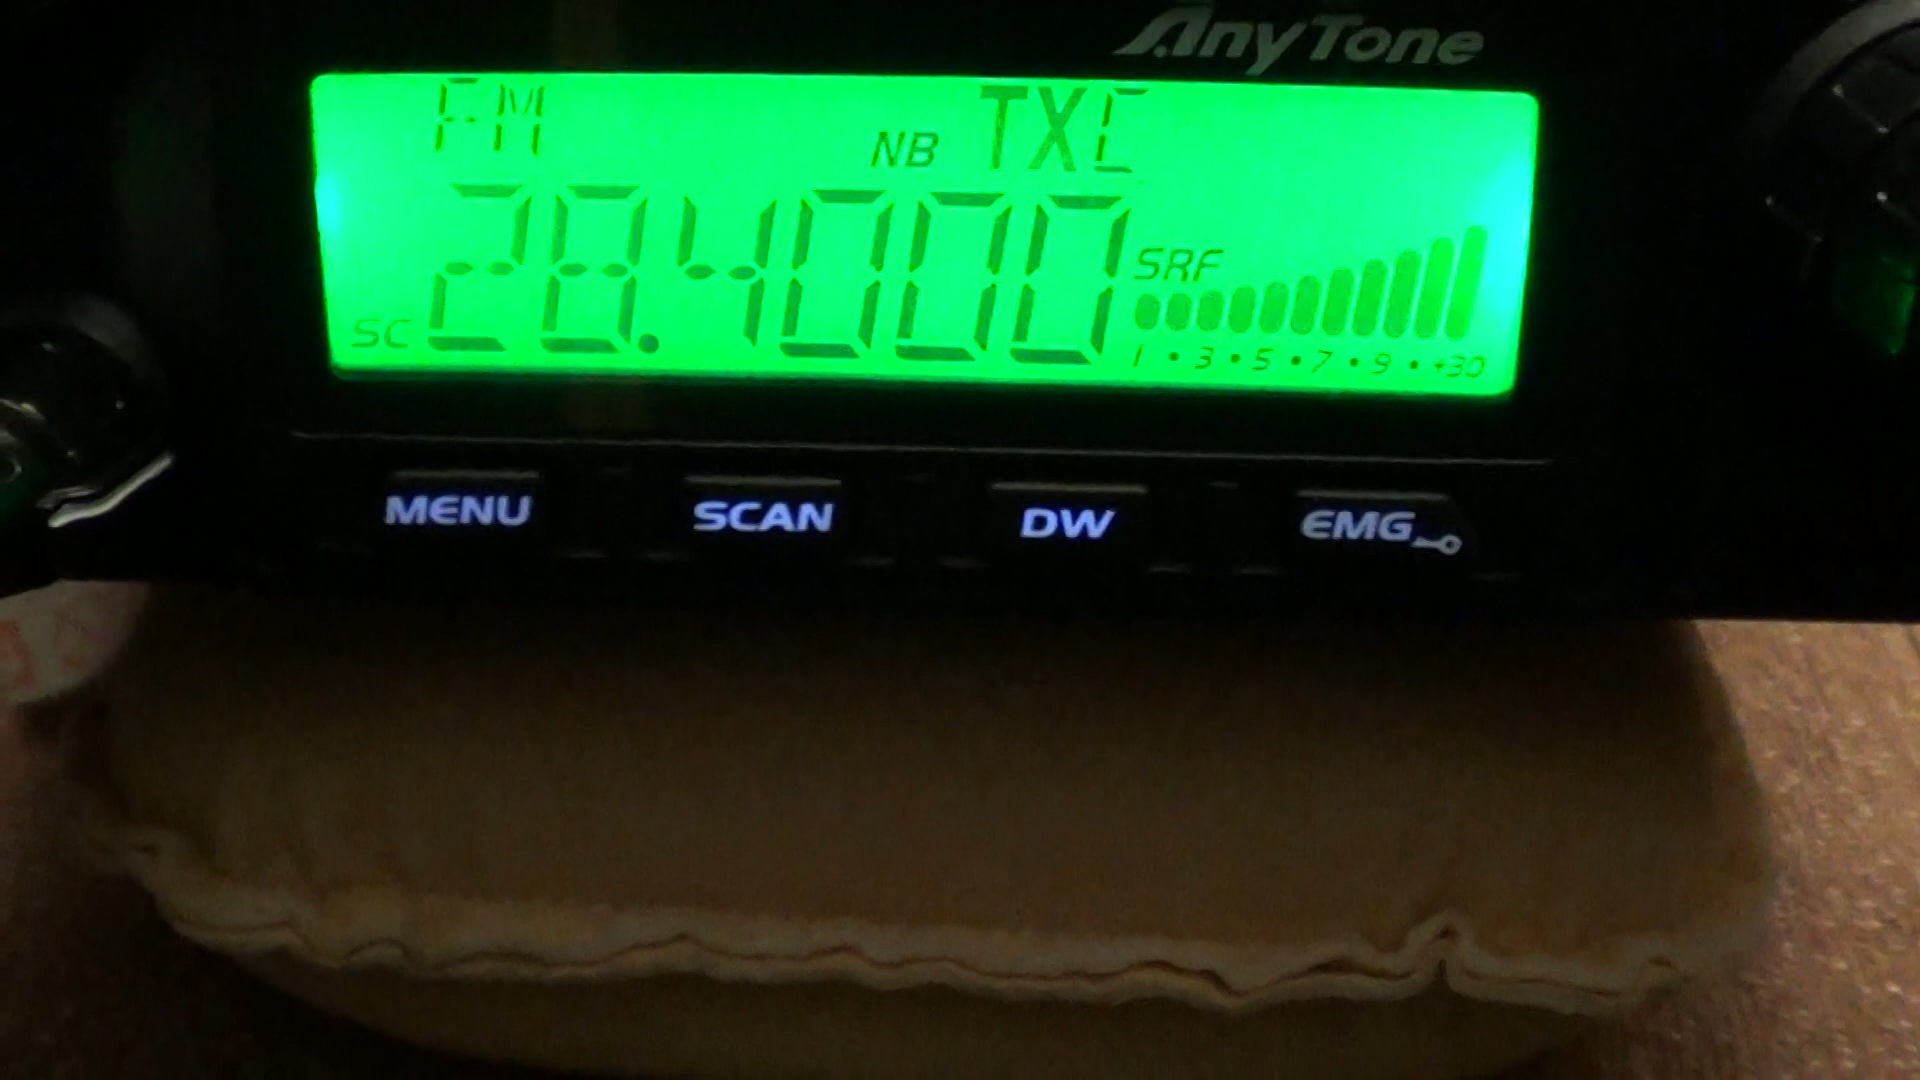 AnyTone
FM NB TXC
SC 28.4000 SRF
1 • 3 • 5 • 7 • 9 • +30
MENU SCAN DW EMG